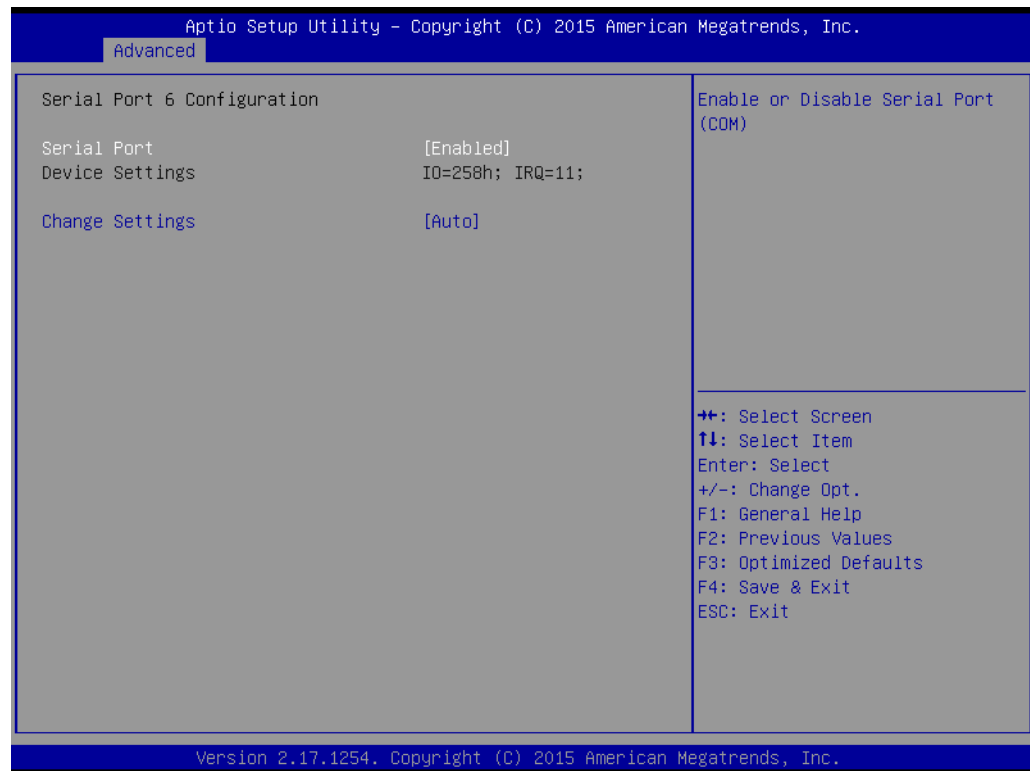 Aptio Setup Utility – Copyright (C) 2015 American Megatrends, Inc.
Advanced
Serial Port 6 Configuration
Serial Port [Enabled]
Device Settings IO=258h; IRQ=11;
Change Settings [Auto]
Enable or Disable Serial Port
(COM)
→←: Select Screen
↑↓: Select Item
Enter: Select
+/-: Change Opt.
F1: General Help
F2: Previous Values
F3: Optimized Defaults
F4: Save & Exit
ESC: Exit
Version 2.17.1254. Copyright (C) 2015 American Megatrends, Inc.